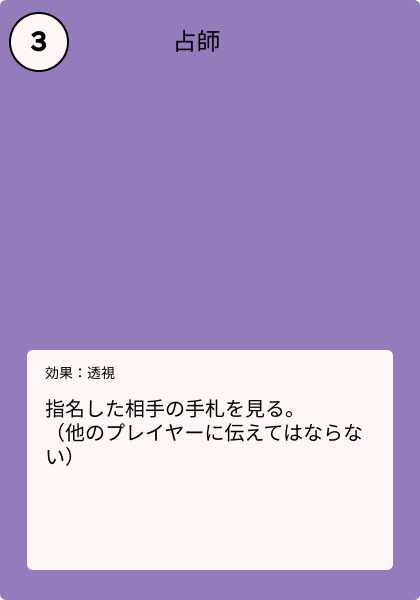 3
占師
効果：透視
指名した相手の手札を見る。
（他のプレイヤーに伝えてはならな
い）